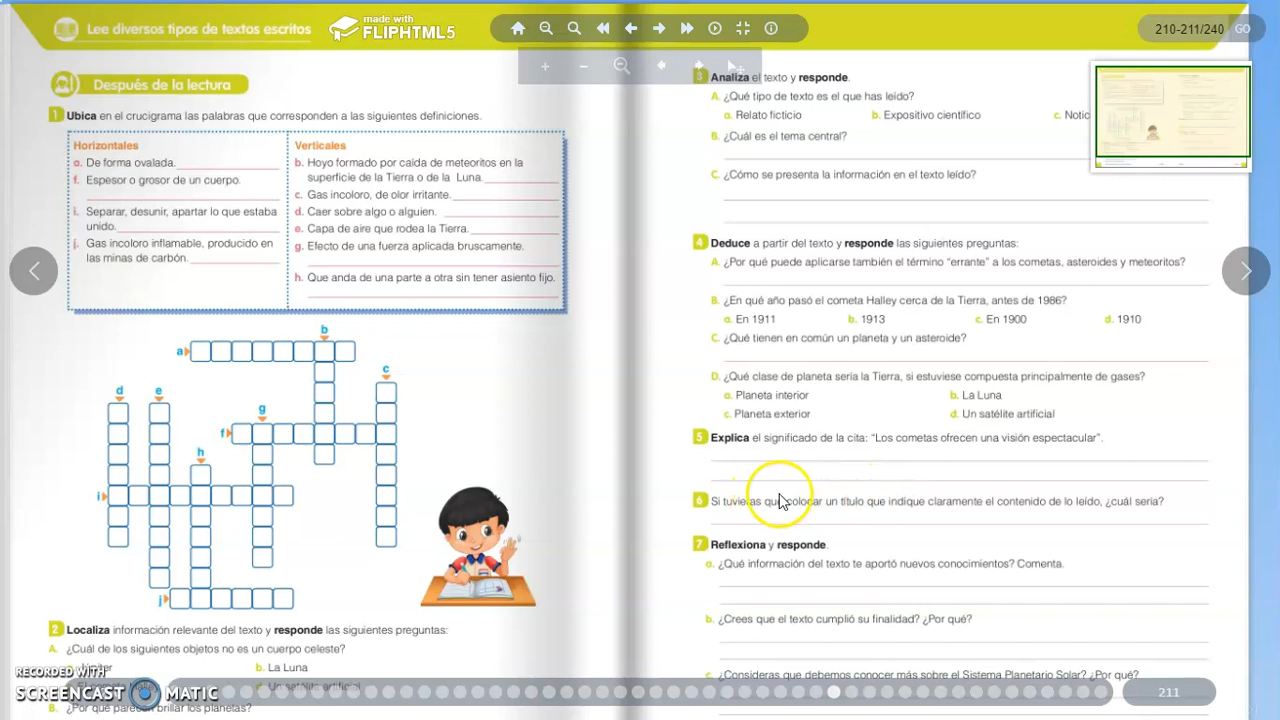 Lee diversos tipos de textos escritos
made with
FLIPHTML5
210-211/240 GO
Después de la lectura
1 Ubica en el crucigrama las palabras que corresponden a las siguientes definiciones.
Horizontales
a. De forma ovalada.
f. Espesor o grosor de un cuerpo.
i. Separar, desunir, apartar lo que estaba
unido.
j. Gas incoloro inflamable, producido en
las minas de carbón.
Verticales
b. Hoyo formado por caída de meteoritos en la
superficie de la Tierra o de la Luna.
c. Gas incoloro, de olor irritante.
d. Caer sobre algo o alguien.
e. Capa de aire que rodea la Tierra.
g. Efecto de una fuerza aplicada bruscamente.
h. Que anda de una parte a otra sin tener asiento fijo.
b
a
c
d e
g
f
h
i
j
2 Localiza información relevante del texto y responde las siguientes preguntas:
A. ¿Cuál de los siguientes objetos no es un cuerpo celeste?
b. La Luna
d. Un satélite artificial
B. ¿Por qué parecen brillar los planetas?
3 Analiza el texto y responde.
A. ¿Qué tipo de texto es el que has leído?
a. Relato ficticio b. Expositivo científico c. Notic
B. ¿Cuál es el tema central?
C. ¿Cómo se presenta la información en el texto leído?
4 Deduce a partir del texto y responde las siguientes preguntas:
A. ¿Por qué puede aplicarse también el término “errante” a los cometas, asteroides y meteoritos?
B. ¿En qué año pasó el cometa Halley cerca de la Tierra, antes de 1986?
a. En 1911 b. 1913 c. En 1900 d. 1910
C. ¿Qué tienen en común un planeta y un asteroide?
D. ¿Qué clase de planeta sería la Tierra, si estuviese compuesta principalmente de gases?
a. Planeta interior b. La Luna
c. Planeta exterior d. Un satélite artificial
5 Explica el significado de la cita: “Los cometas ofrecen una visión espectacular”.
6 Si tuvieras que colocar un título que indique claramente el contenido de lo leído, ¿cuál sería?
7 Reflexiona y responde.
a. ¿Qué información del texto te aportó nuevos conocimientos? Comenta.
b. ¿Crees que el texto cumplió su finalidad? ¿Por qué?
c. ¿Consideras que debemos conocer más sobre el Sistema Planetario Solar? ¿Por qué?
RECORDED WITH
SCREENCAST MATIC
211